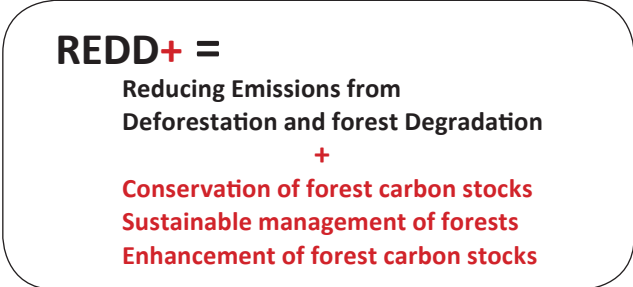 REDD+ =
Reducing Emissions from
Deforestation and forest Degradation
+
Conservation of forest carbon stocks
Sustainable management of forests
Enhancement of forest carbon stocks